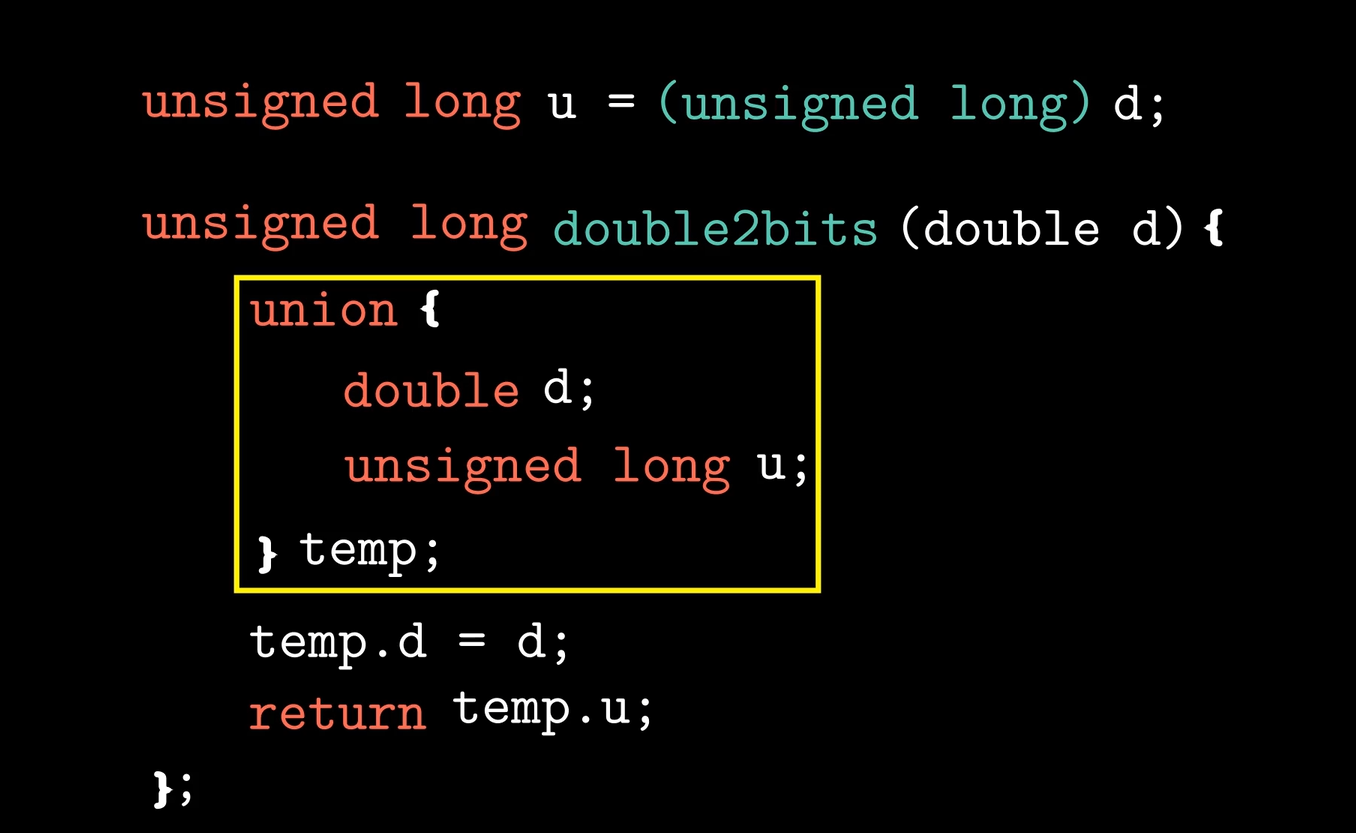 unsigned long u = (unsigned long) d;
unsigned long double2bits (double d) {
union {
double d;
unsigned long u;
} temp;
temp.d = d;
return temp.u;
};